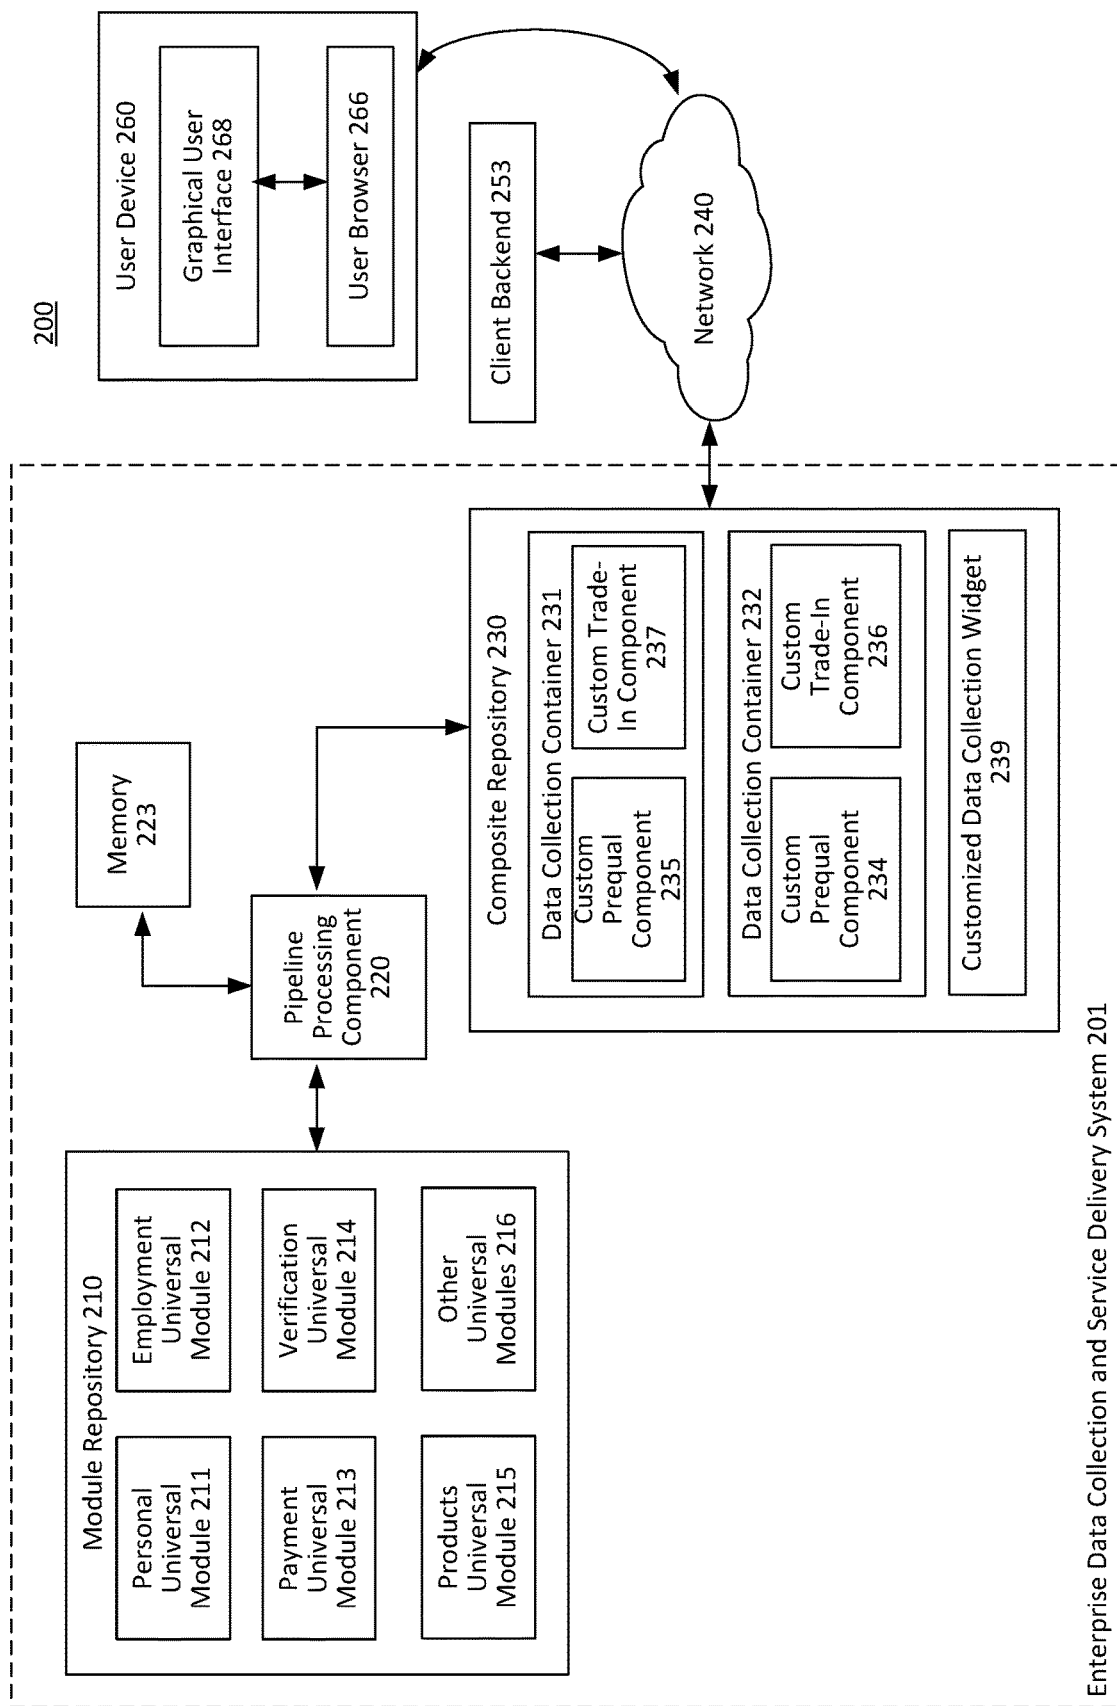 200
User Device 260
Graphical User
Interface 268
User Browser 266
Client Backend 253
Network 240
Memory
223
Pipeline
Processing
Component
220
Module Repository 210
Personal
Universal
Module 211
Employment
Universal
Module 212
Payment
Universal
Module 213
Verification
Universal
Module 214
Products
Universal
Module 215
Other
Universal
Modules 216
Composite Repository 230
Data Collection Container 231
Custom
Prequal
Component
235
Custom Trade-
In Component
237
Data Collection Container 232
Custom
Prequal
Component
234
Custom
Trade-In
Component
236
Customized Data Collection Widget
239
Enterprise Data Collection and Service Delivery System 201